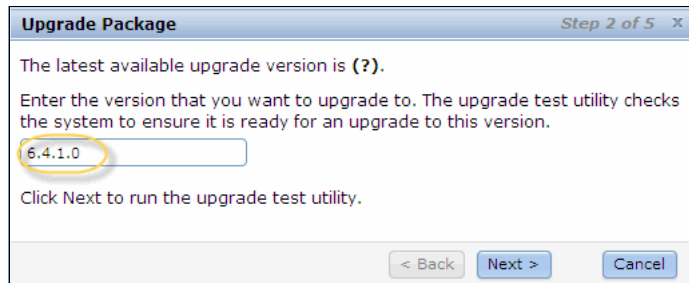 Upgrade Package Step 2 of 5 X
The latest available upgrade version is (?).
Enter the version that you want to upgrade to. The upgrade test utility checks
the system to ensure it is ready for an upgrade to this version.
6.4.1.0
Click Next to run the upgrade test utility.
< Back Next > Cancel